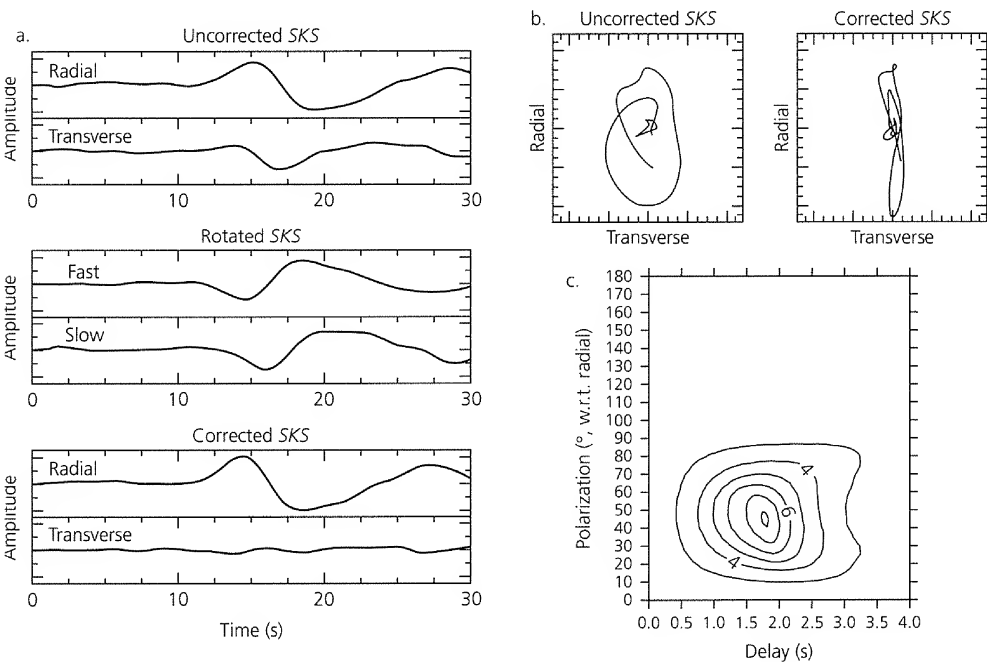 a.
Uncorrected SKS
Radial
Amplitude
Transverse
0 10 20 30
Rotated SKS
Fast
Amplitude
Slow
0 10 20 30
Corrected SKS
Radial
Amplitude
Transverse
0 10 20 30
Time (s)
b.
Uncorrected SKS
Corrected SKS
Radial
Radial
Transverse
Transverse
c.
180
170
160
150
140
130
120
110
100
90
80
70
60
50
40
30
20
10
0
Polarization (°, w.r.t. radial)
4
6
4
0.0 0.5 1.0 1.5 2.0 2.5 3.0 3.5 4.0
Delay (s)